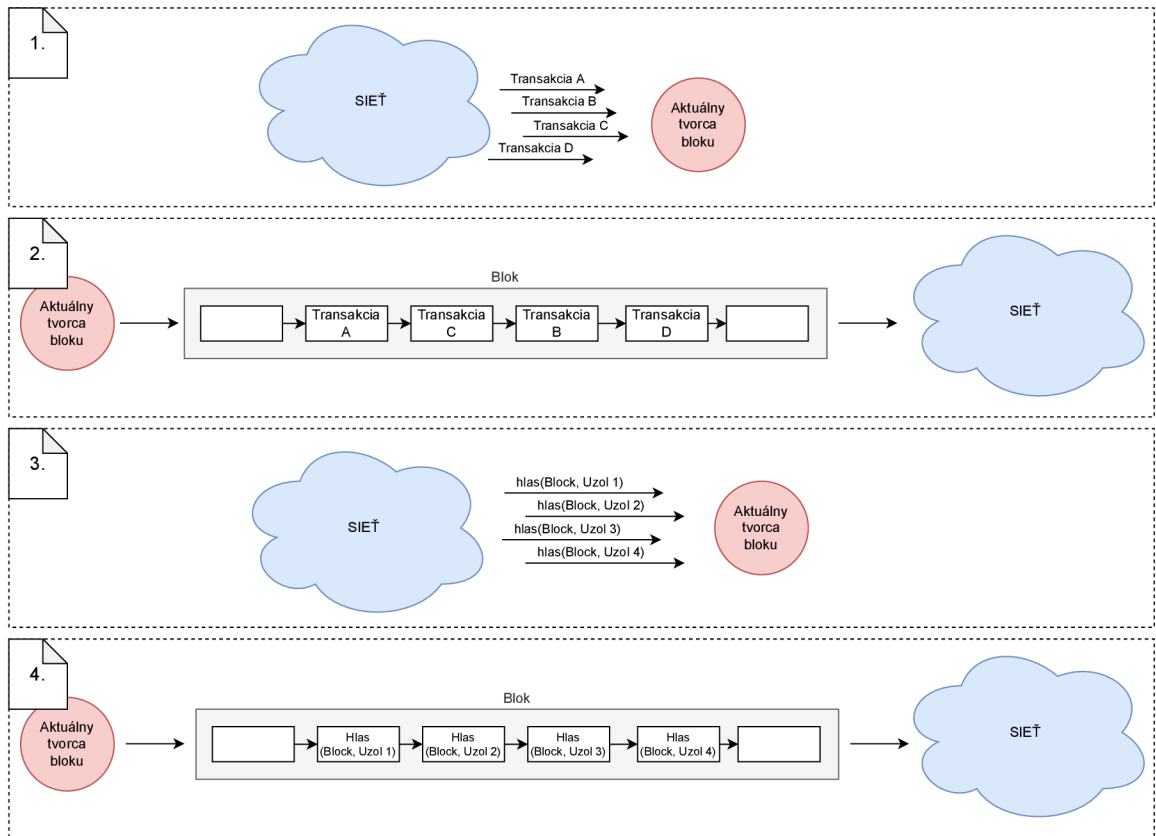 1.
SIEŤ
Transakcia A
Transakcia B
Transakcia C
Transakcia D
Aktuálny
tvorca
bloku
2.
Aktuálny
tvorca
bloku
Blok
Transakcia
A
Transakcia
C
Transakcia
B
Transakcia
D
SIEŤ
3.
SIEŤ
hlas(Block, Uzol 1)
hlas(Block, Uzol 2)
hlas(Block, Uzol 3)
hlas(Block, Uzol 4)
Aktuálny
tvorca
bloku
4.
Aktuálny
tvorca
bloku
Blok
Hlas
(Block, Uzol 1)
Hlas
(Block, Uzol 2)
Hlas
(Block, Uzol 3)
Hlas
(Block, Uzol 4)
SIEŤ